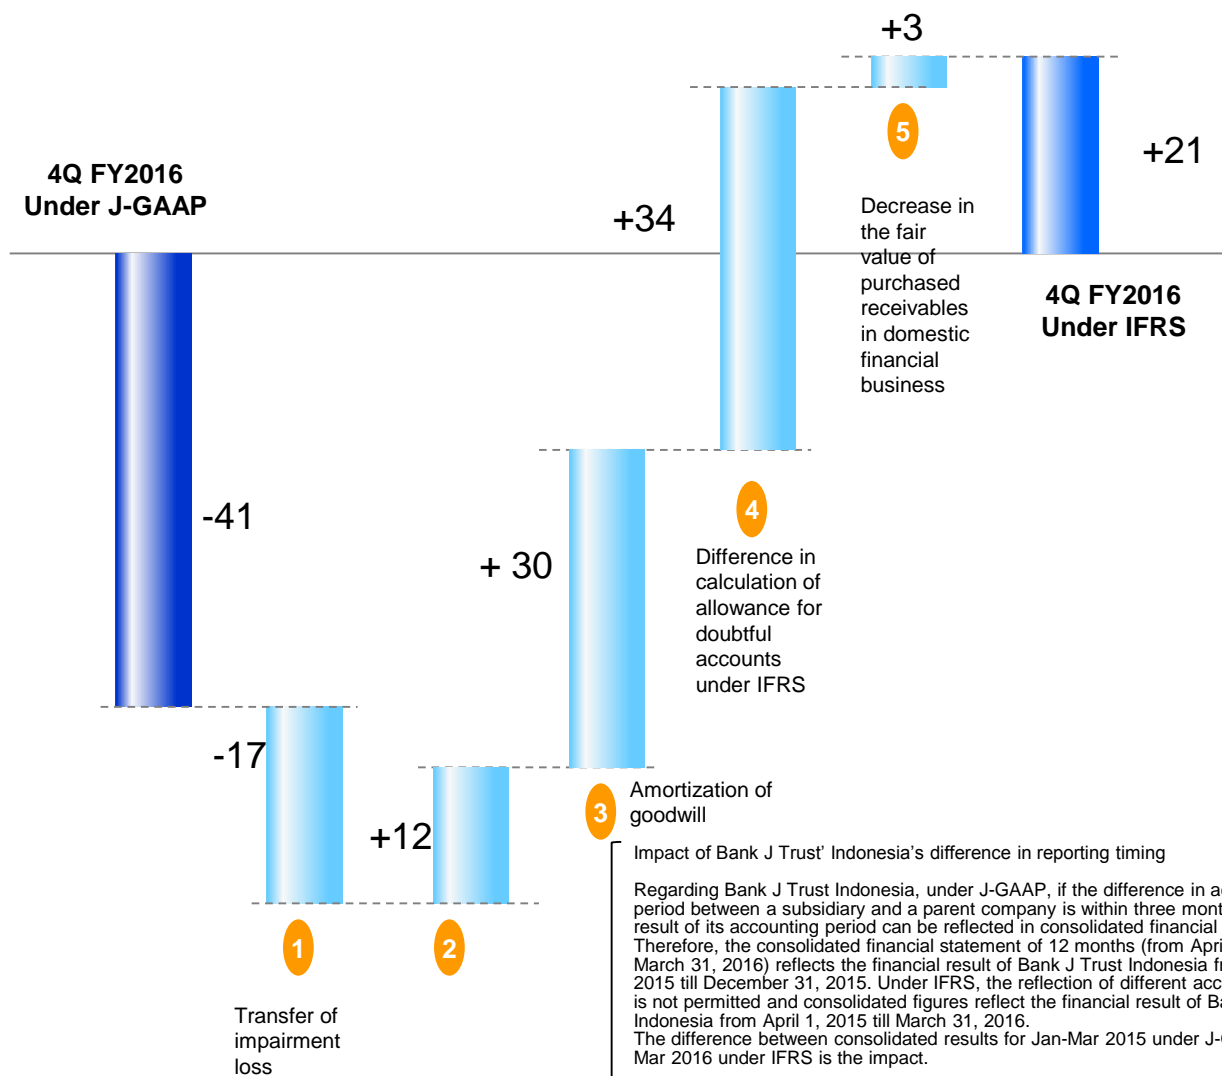 +3
5
+21
4Q FY2016
Under J-GAAP
+34
Decrease in
the fair
value of
purchased
receivables
in domestic
financial
business
4Q FY2016
Under IFRS
-41
4
+ 30
Difference in
calculation of
allowance for
doubtful
accounts
under IFRS
-17
+12
3
Amortization of
goodwill
1
2
Transfer of
impairment
loss
Impact of Bank J Trust' Indonesia's difference in reporting timing
Regarding Bank J Trust Indonesia, under J-GAAP, if the difference in
period between a subsidiary and a parent company is within three
result of its accounting period can be reflected in consolidated financial
Therefore, the consolidated financial statement of 12 months (from April
March 31, 2016) reflects the financial result of Bank J Trust Indonesia
2015 till December 31, 2015. Under IFRS, the reflection of different
is not permitted and consolidated figures reflect the financial result of
Indonesia from April 1, 2015 till March 31, 2016.
The difference between consolidated results for Jan-Mar 2015 under
Mar 2016 under IFRS is the impact.